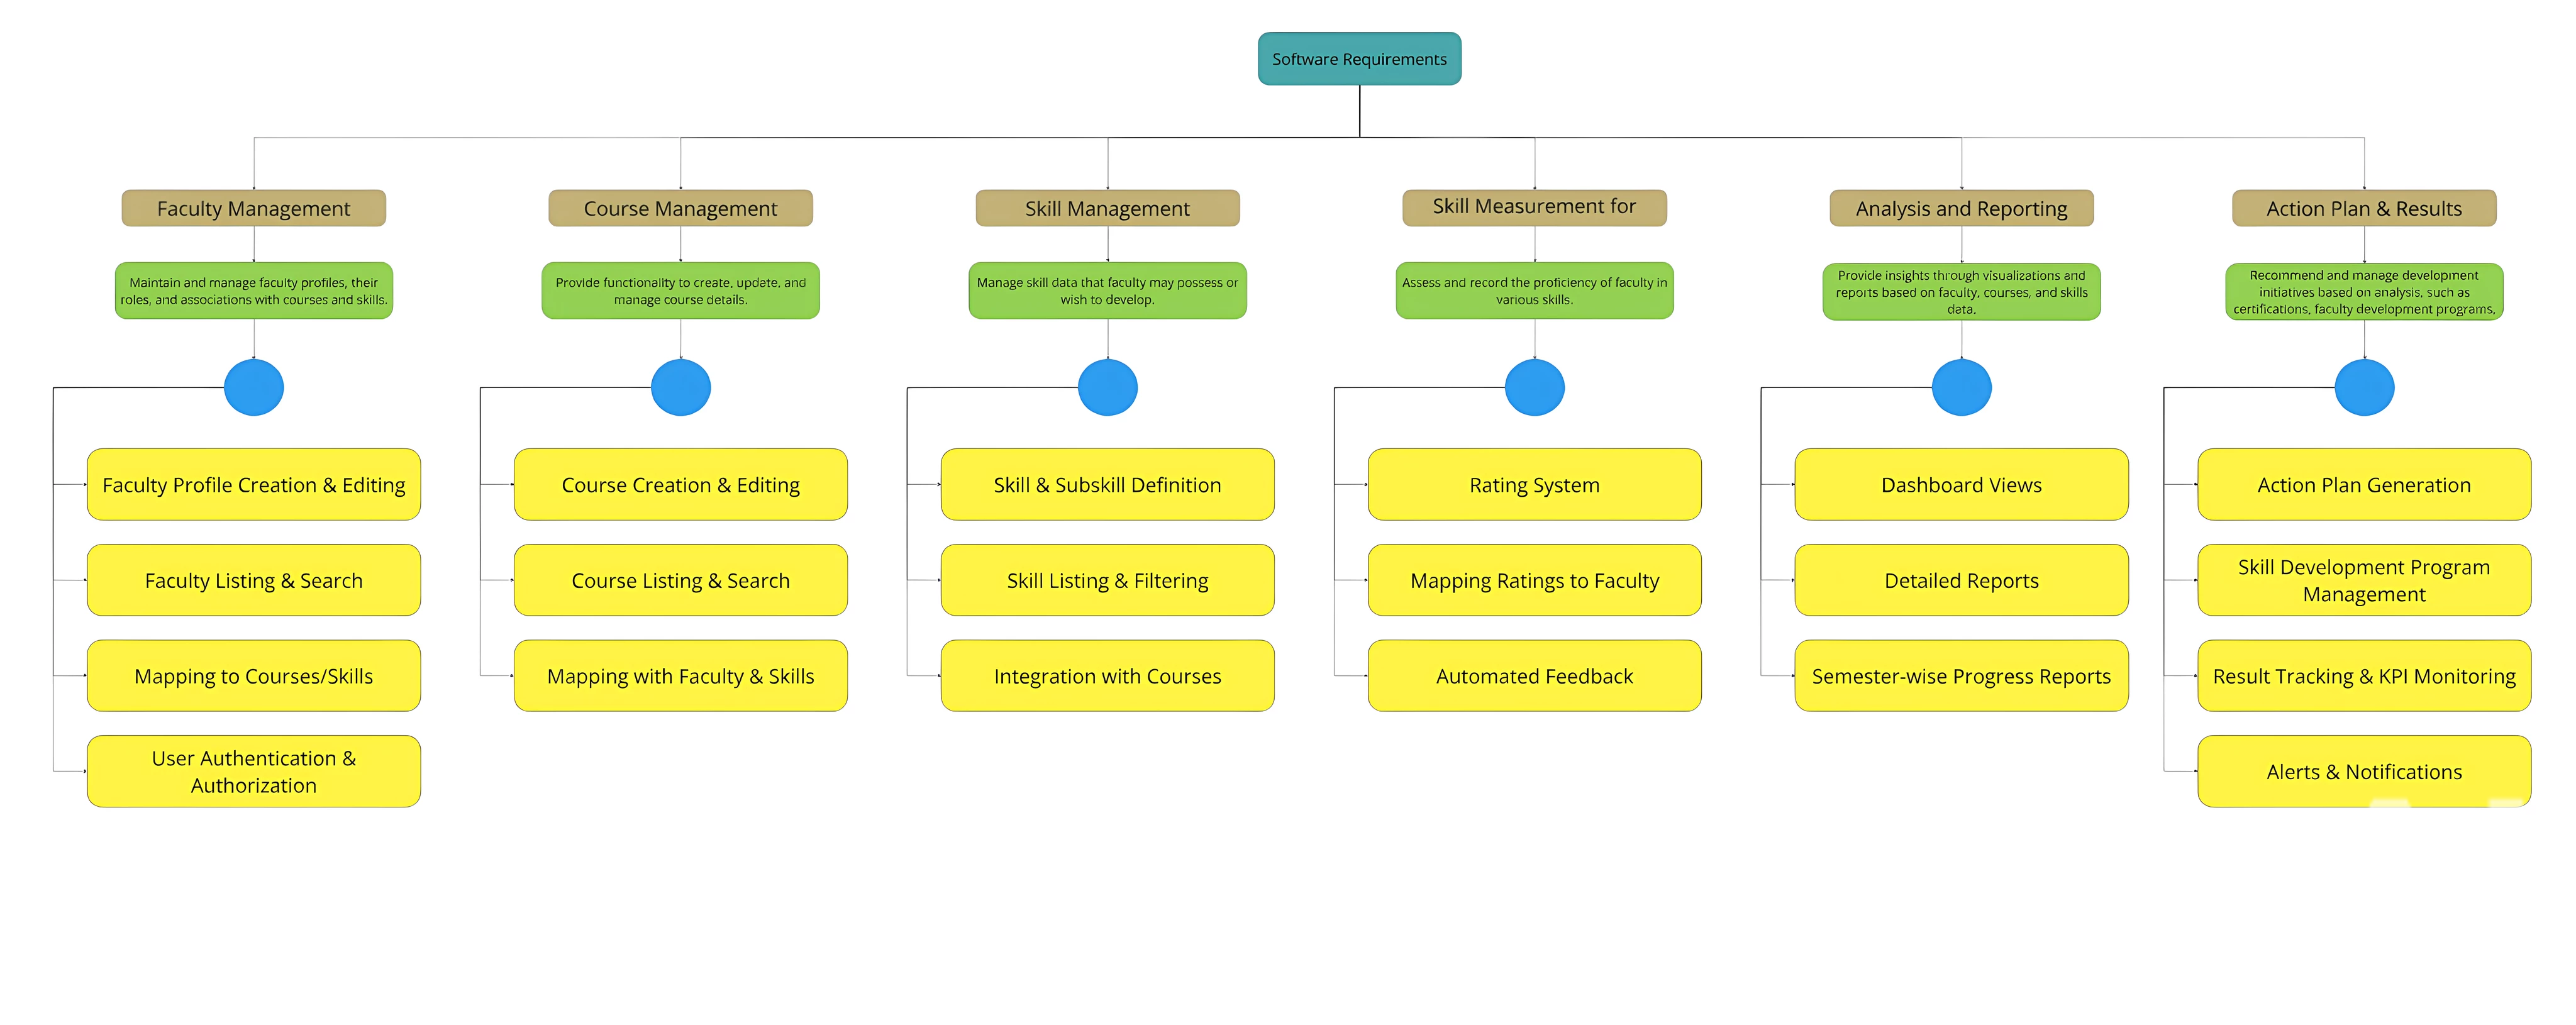 Software Requirements
Faculty Management
Course Management
Skill Management
Skill Measurement for
Analysis and Reporting
Action Plan & Results
Maintain and manage faculty profiles, their
roles, and associations with courses and skills.
Provide functionality to create, update, and
manage course details.
Manage skill data that faculty may possess or
wish to develop.
Assess and record the proficiency of faculty in
various skills.
Provide insights through visualizations and
reports based on faculty, courses, and skills
data.
Recommend and manage development
initiatives based on analysis, such as
certifications, faculty development programs,
Faculty Profile Creation & Editing
Faculty Listing & Search
Mapping to Courses/Skills
User Authentication &
Authorization
Course Creation & Editing
Course Listing & Search
Mapping with Faculty & Skills
Skill & Subskill Definition
Skill Listing & Filtering
Integration with Courses
Rating System
Mapping Ratings to Faculty
Automated Feedback
Dashboard Views
Detailed Reports
Semester-wise Progress Reports
Action Plan Generation
Skill Development Program
Management
Result Tracking & KPI Monitoring
Alerts & Notifications